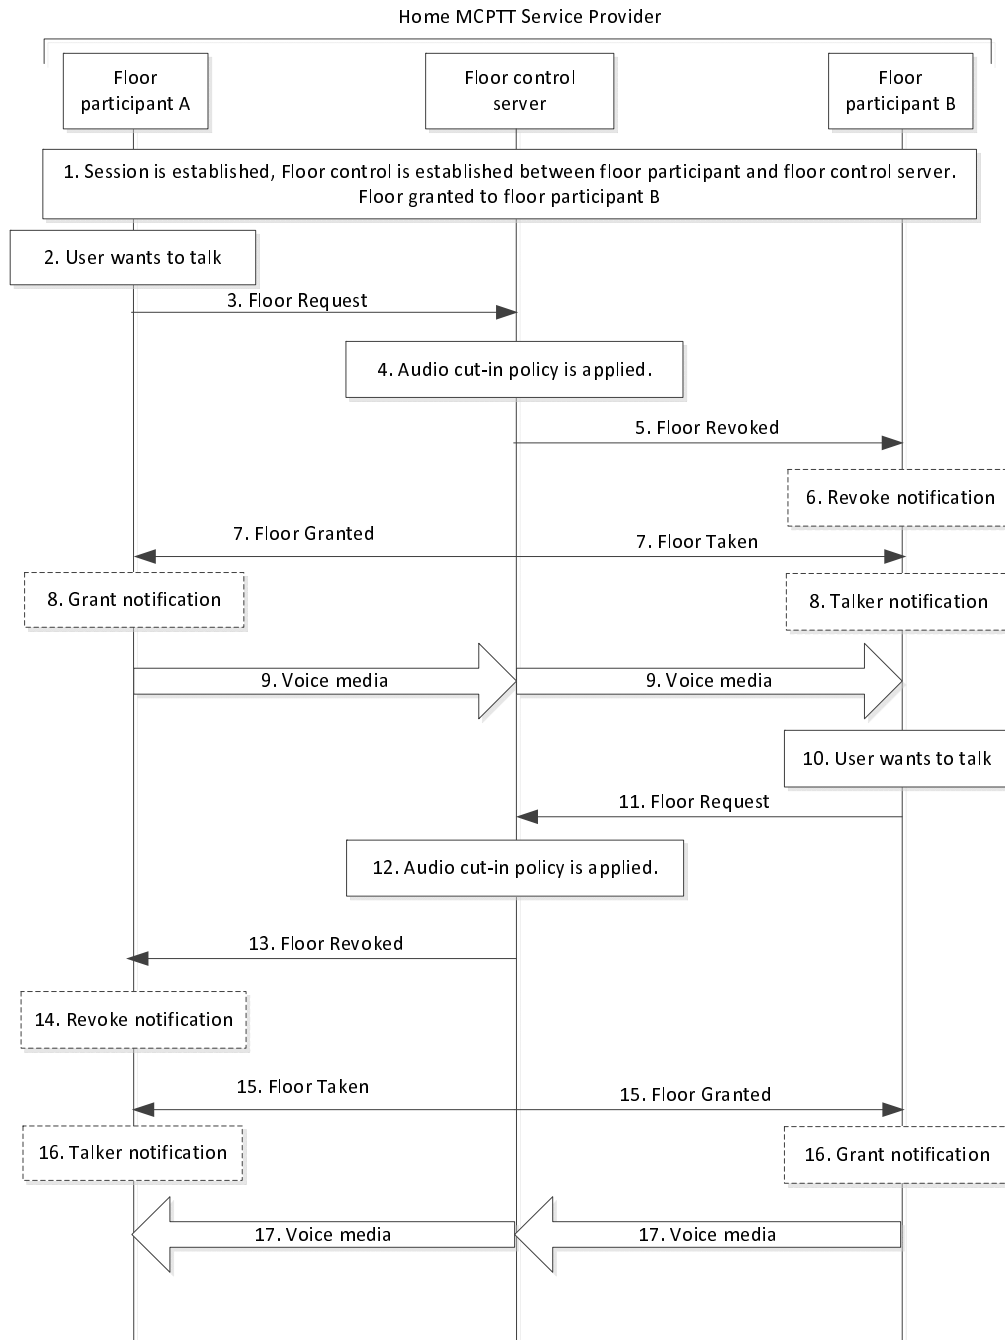 Home MCPTT Service Provider
Floor
participant A
Floor control
server
Floor
participant B
1. Session is established, Floor control is established between floor participant and floor control server.
Floor granted to floor participant B
2. User wants to talk
3. Floor Request
4. Audio cut-in policy is applied.
5. Floor Revoked
6. Revoke notification
7. Floor Granted
7. Floor Taken
8. Grant notification
8. Talker notification
9. Voice media
9. Voice media
10. User wants to talk
11. Floor Request
12. Audio cut-in policy is applied.
13. Floor Revoked
14. Revoke notification
15. Floor Taken
15. Floor Granted
16. Talker notification
16. Grant notification
17. Voice media
17. Voice media